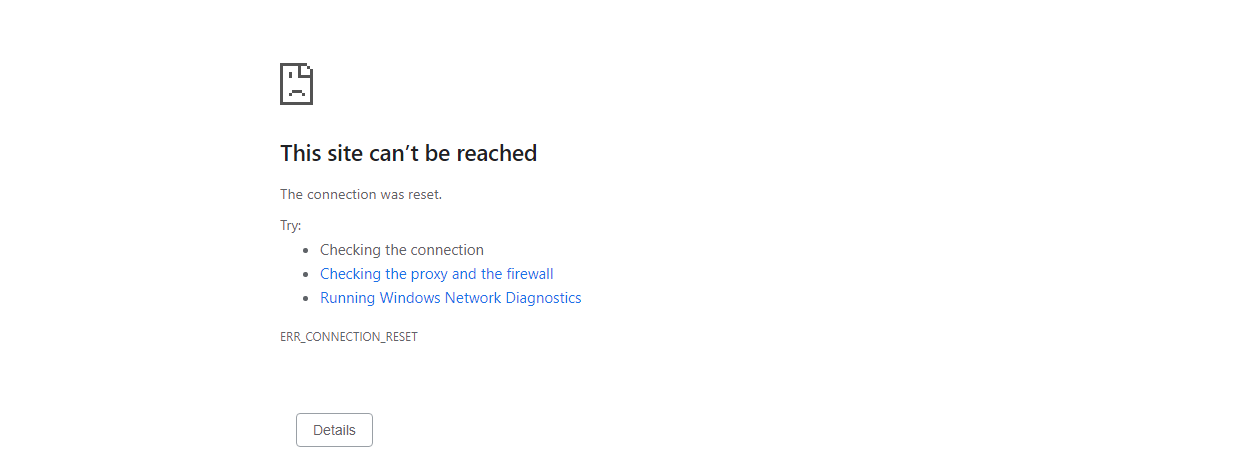 This site can’t be reached
The connection was reset.
Try:
• Checking the connection
• Checking the proxy and the firewall
• Running Windows Network Diagnostics
ERR_CONNECTION_RESET
Details